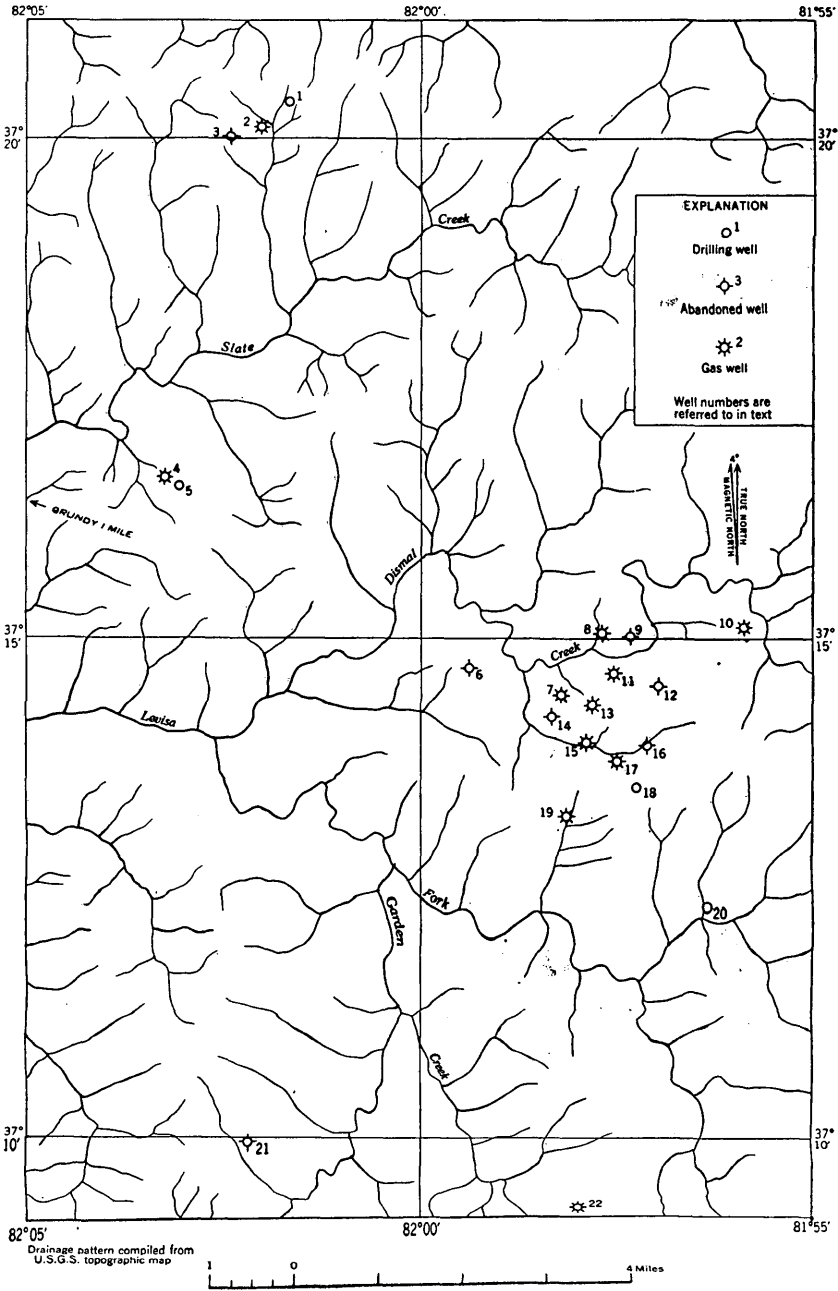 82°05'
82°00'
81°55'
1
2
3
37°
20'
37°
20'
Creek
EXPLANATION
1
Drilling well
3
Abandoned well
2
Gas well
Well numbers are
referred to in text
Slate
4
5
GRUNDY 1 MILE
4°
TRUE NORTH
MAGNETIC NORTH
Dismal
37°
15'
8
9
10
37°
15'
Creek
6
11
12
7
13
14
Levisa
15
16
17
18
19
Fork
20
Garden
Creek
37°
10'
21
37°
10'
22
82°05'
82°00'
81°55'
Drainage pattern compiled from
U.S.G.S. topographic map
1 0 4 Miles